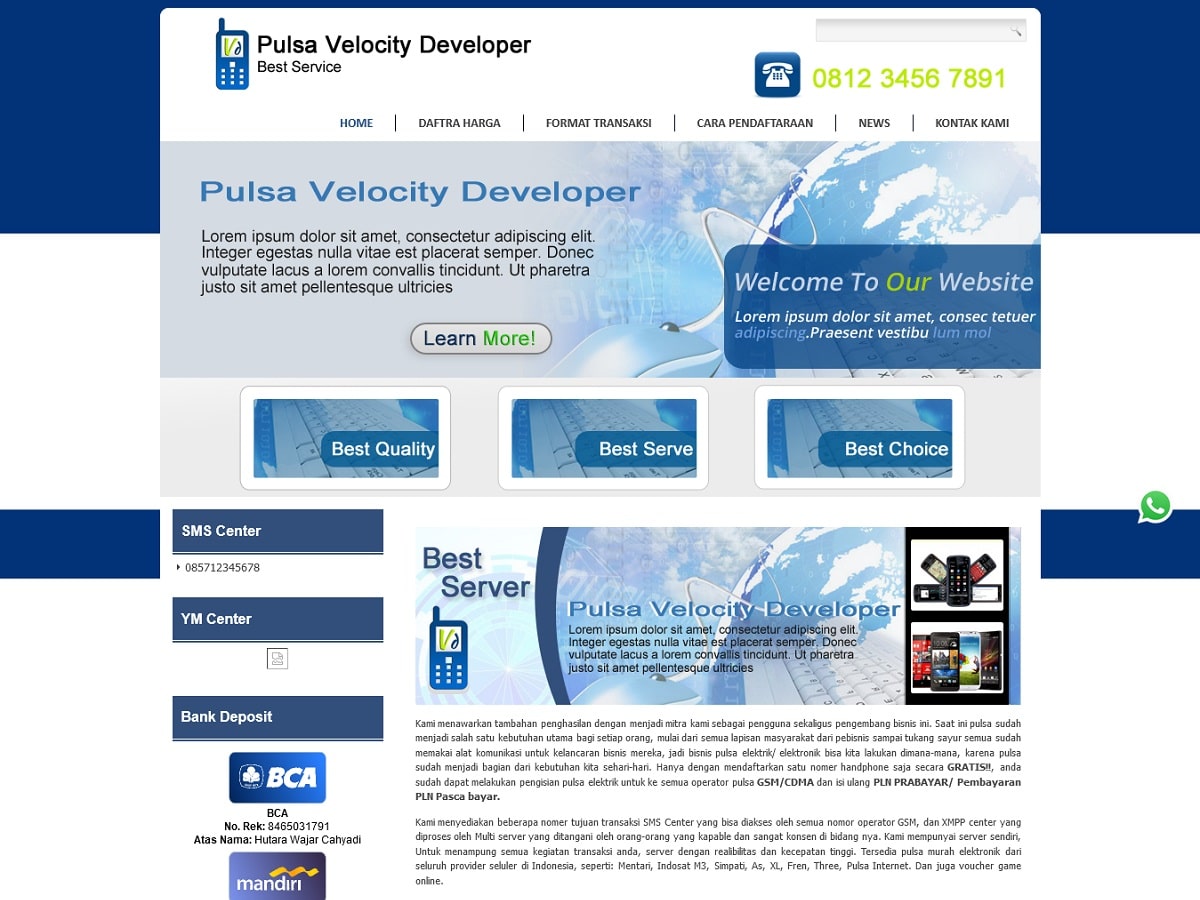 Pulsa Velocity Developer
Best Service
0812 3456 7891
HOME
DAFTRA HARGA
FORMAT TRANSAKSI
CARA PENDAFTARAAN
NEWS
KONTAK KAMI
Pulsa Velocity Developer
Lorem ipsum dolor sit amet, consectetur adipiscing elit.
Integer egestas nulla vitae est placerat semper. Donec
vulputate lacus a lorem convallis tincidunt. Ut pharetra
justo sit amet pellentesque ultricies
Learn More!
Welcome To Our Website
Lorem ipsum dolor sit amet, consec tetuer
adipiscing.Praesent vestibu lum mol
Best Quality
Best Serve
Best Choice
SMS Center
085712345678
YM Center
Bank Deposit
BCA
BCA
No. Rek: 8465031791
Atas Nama: Hutara Wajar Cahyadi
mandiri
Best
Server
Pulsa Velocity Developer
Lorem ipsum dolor sit amet, consectetur adipiscing elit.
Integer egestas nulla vitae est placerat semper. Donec
vulputate lacus a lorem convallis tincidunt. Ut pharetra
justo sit amet pellentesque ultricies
Kami menawarkan tambahan penghasilan dengan menjadi mitra kami sebagai pengguna sekaligus pengembang bisnis ini. Saat ini pulsa sudah
menjadi salah satu kebutuhan utama bagi setiap orang, mulai dari semua lapisan masyarakat dari pebisnis sampai tukang sayur semua sudah
memakai alat komunikasi untuk kelancaran bisnis mereka, jadi bisnis pulsa elektrik/ elektronik bisa kita lakukan dimana-mana, karena pulsa
sudah menjadi bagian dari kebutuhan kita sehari-hari. Hanya dengan mendaftarkan satu nomer handphone saja secara GRATIS!!, anda
sudah dapat melakukan pengisian pulsa elektrik untuk ke semua operator pulsa GSM/CDMA dan isi ulang PLN PRABAYAR/ Pembayaran
PLN Pasca bayar.
Kami menyediakan beberapa nomer tujuan transaksi SMS Center yang bisa diakses oleh semua nomor operator GSM, dan XMPP center yang
diproses oleh Multi server yang ditangani oleh orang-orang yang kapable dan sangat konsen di bidang nya. Kami mempunyai server sendiri,
Untuk menampung semua kegiatan transaksi anda, server dengan realibilitas dan kecepatan tinggi. Tersedia pulsa murah elektronik dari
seluruh provider seluler di Indonesia, seperti: Mentari, Indosat M3, Simpati, As, XL, Fren, Three, Pulsa Internet. Dan juga voucher game
online.